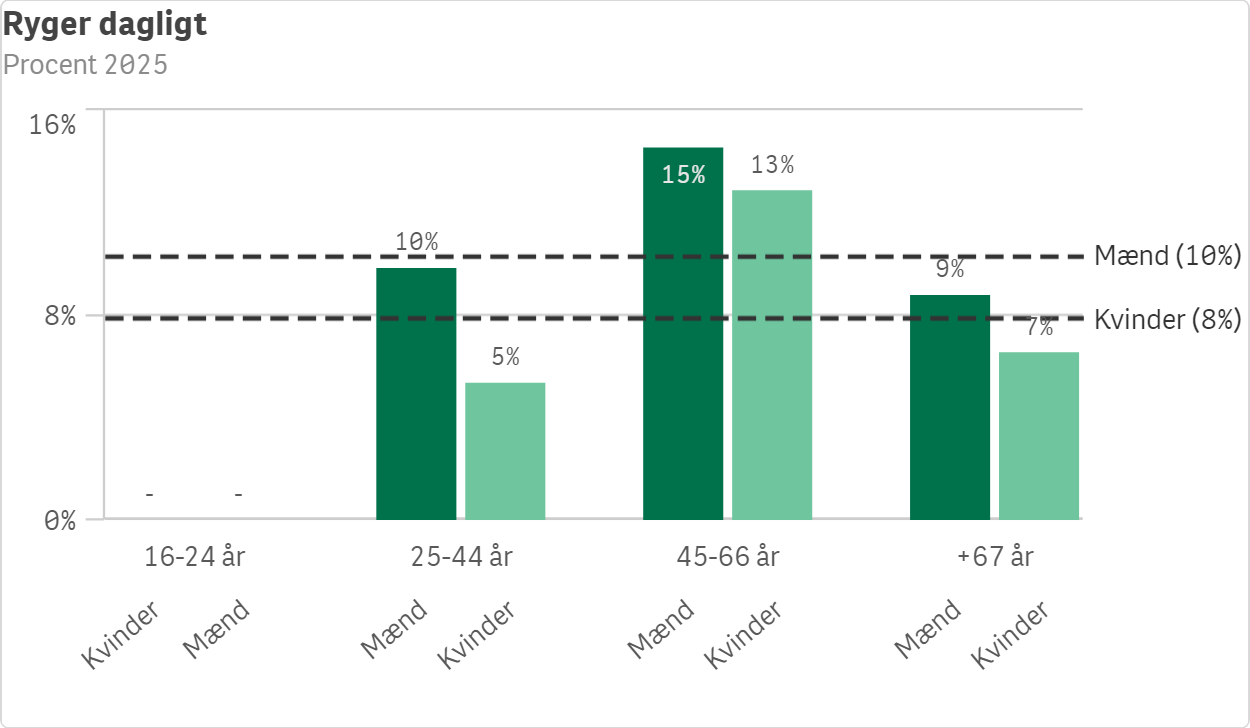 Ryger dagligt
Procent 2025
16%
8%
0%
-
-
10%
5%
15%
13%
9%
7%
Mænd (10%)
Kvinder (8%)
16-24 år
25-44 år
45-66 år
+67 år
Kvinder
Mænd
Mænd
Kvinder
Mænd
Kvinder
Mænd
Kvinder